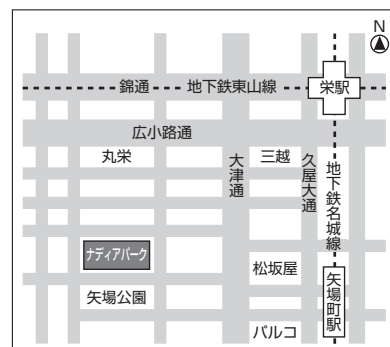 N
錦通
地下鉄東山線
栄駅
広小路通
丸栄
大津通
三越
久屋大通
地下鉄名城線
ナディアパーク
松坂屋
矢場町駅
矢場公園
パルコ